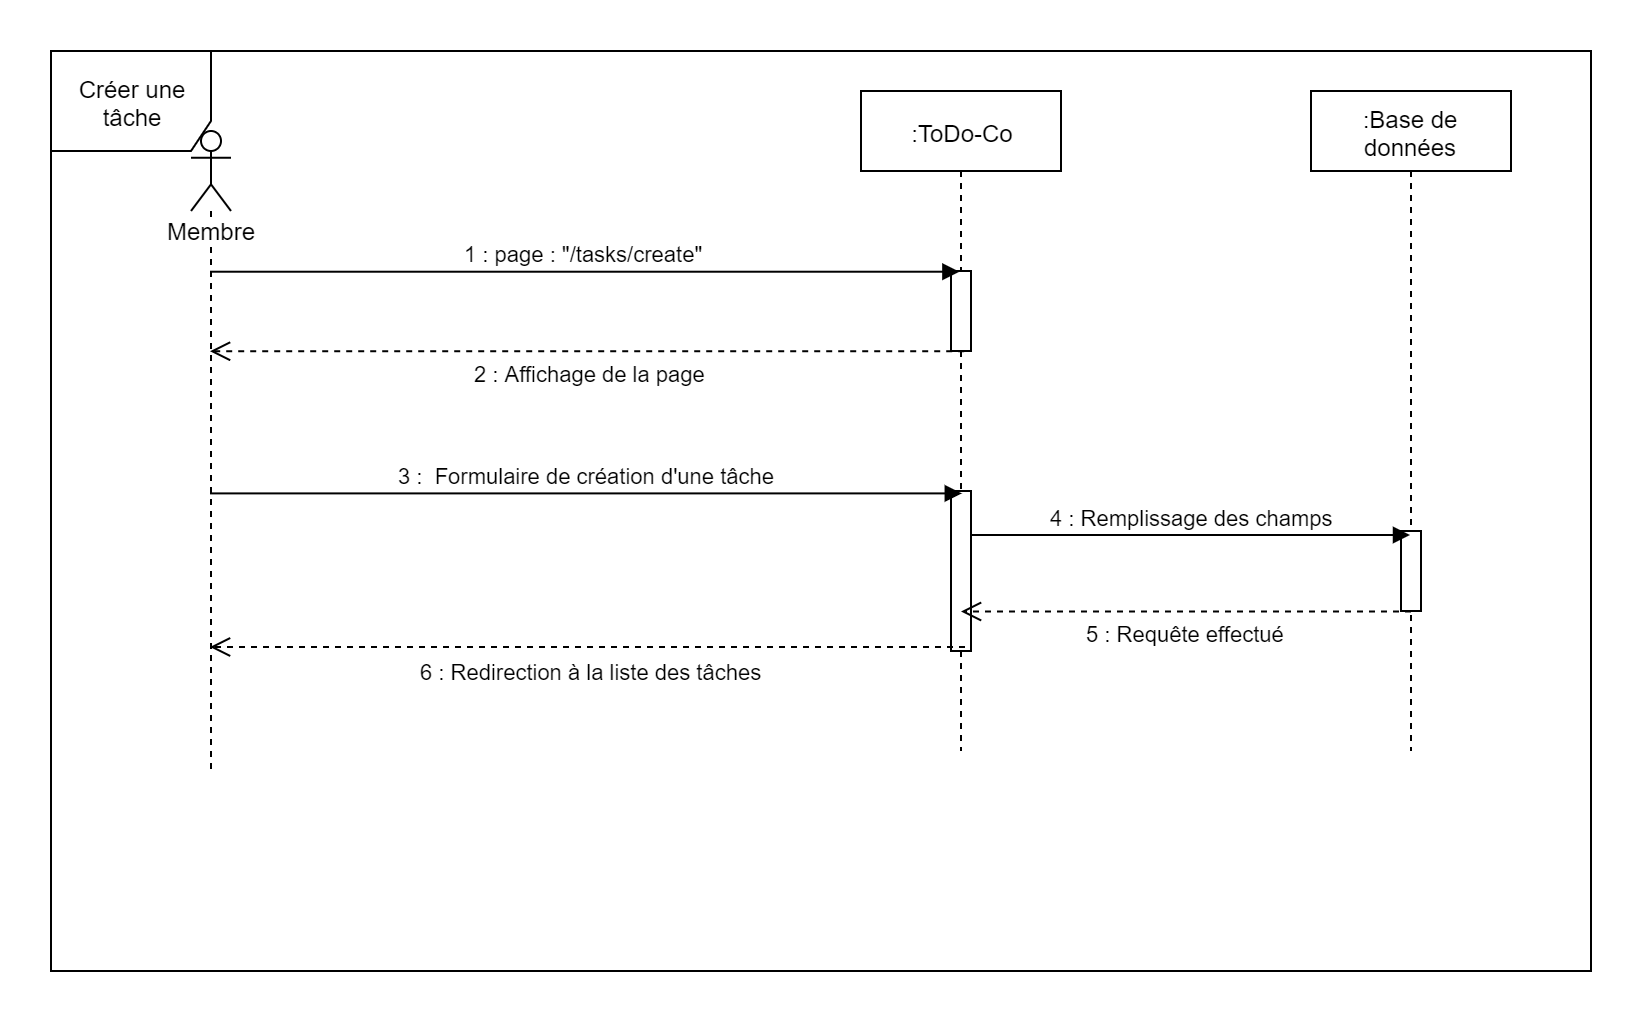 Créer une
tâche
:ToDo-Co
:Base de
données
Membre
1 : page : "/tasks/create"
2 : Affichage de la page
3 :  Formulaire de création d'une tâche
4 : Remplissage des champs
5 : Requête effectué
6 : Redirection à la liste des tâches